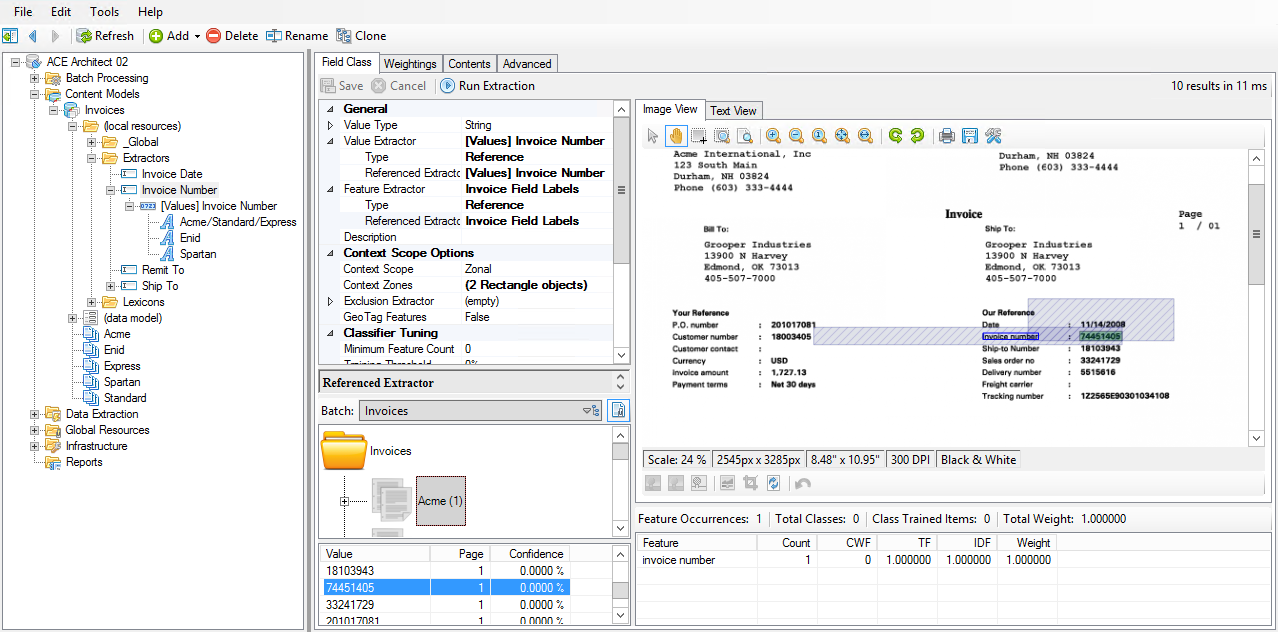 File Edit Tools Help
Refresh Add Delete Rename Clone
ACE Architect 02
Batch Processing
Content Models
Invoices
(local resources)
_Global
Extractors
Invoice Date
Invoice Number
0723 [Values] Invoice Number
Acme/Standard/Express
Enid
Spartan
Remit To
Ship To
Lexicons
(data model)
Acme
Enid
Express
Spartan
Standard
Data Extraction
Global Resources
Infrastructure
Reports
Field Class Weightings Contents Advanced
Save Cancel Run Extraction
10 results in 11 ms
General
Value Type String
Value Extractor [Values] Invoice Number
Type Reference
Referenced Extracto [Values] Invoice Number
Feature Extractor Invoice Field Labels
Type Reference
Referenced Extracto Invoice Field Labels
Description
Context Scope Options
Context Scope Zonal
Context Zones (2 Rectangle objects)
Exclusion Extractor (empty)
GeoTag Features False
Classifier Tuning
Minimum Feature Count 0
Referenced Extractor
Batch: Invoices
Invoices
Acme (1)
Value Page Confidence
18103943 1 0.0000 %
74451405 1 0.0000 %
33241729 1 0.0000 %
201017081 1 0.0000 %
Image View Text View
Acme International, Inc
123 South Main
Durham, NH 03824
Phone (603) 333-4444
Durham, NH 03824
Phone (603) 333-4444
Invoice
Page
1 / 01
Bill To:
Grooper Industries
13900 N Harvey
Edmond, OK 73013
405-507-7000
Ship To:
Grooper Industries
13900 N Harvey
Edmond, OK 73013
405-507-7000
Your Reference
P.O. number : 201017081
Customer number : 18003405
Customer contact :
Currency : USD
Invoice amount : 1,727.13
Payment terms : Net 30 days
Our Reference
Date : 11/14/2008
Invoice number : 74451405
Ship-to Number : 18103943
Sales order no : 33241729
Delivery number : 5515616
Freight carrier :
Tracking number : 1Z2565E90301034108
Scale: 24 % 2545px x 3285px 8.48" x 10.95" 300 DPI Black & White
Feature Occurrences: 1 Total Classes: 0 Class Trained Items: 0 Total Weight: 1.000000
Feature Count CWF TF IDF Weight
invoice number 1 0 1.000000 1.000000 1.000000